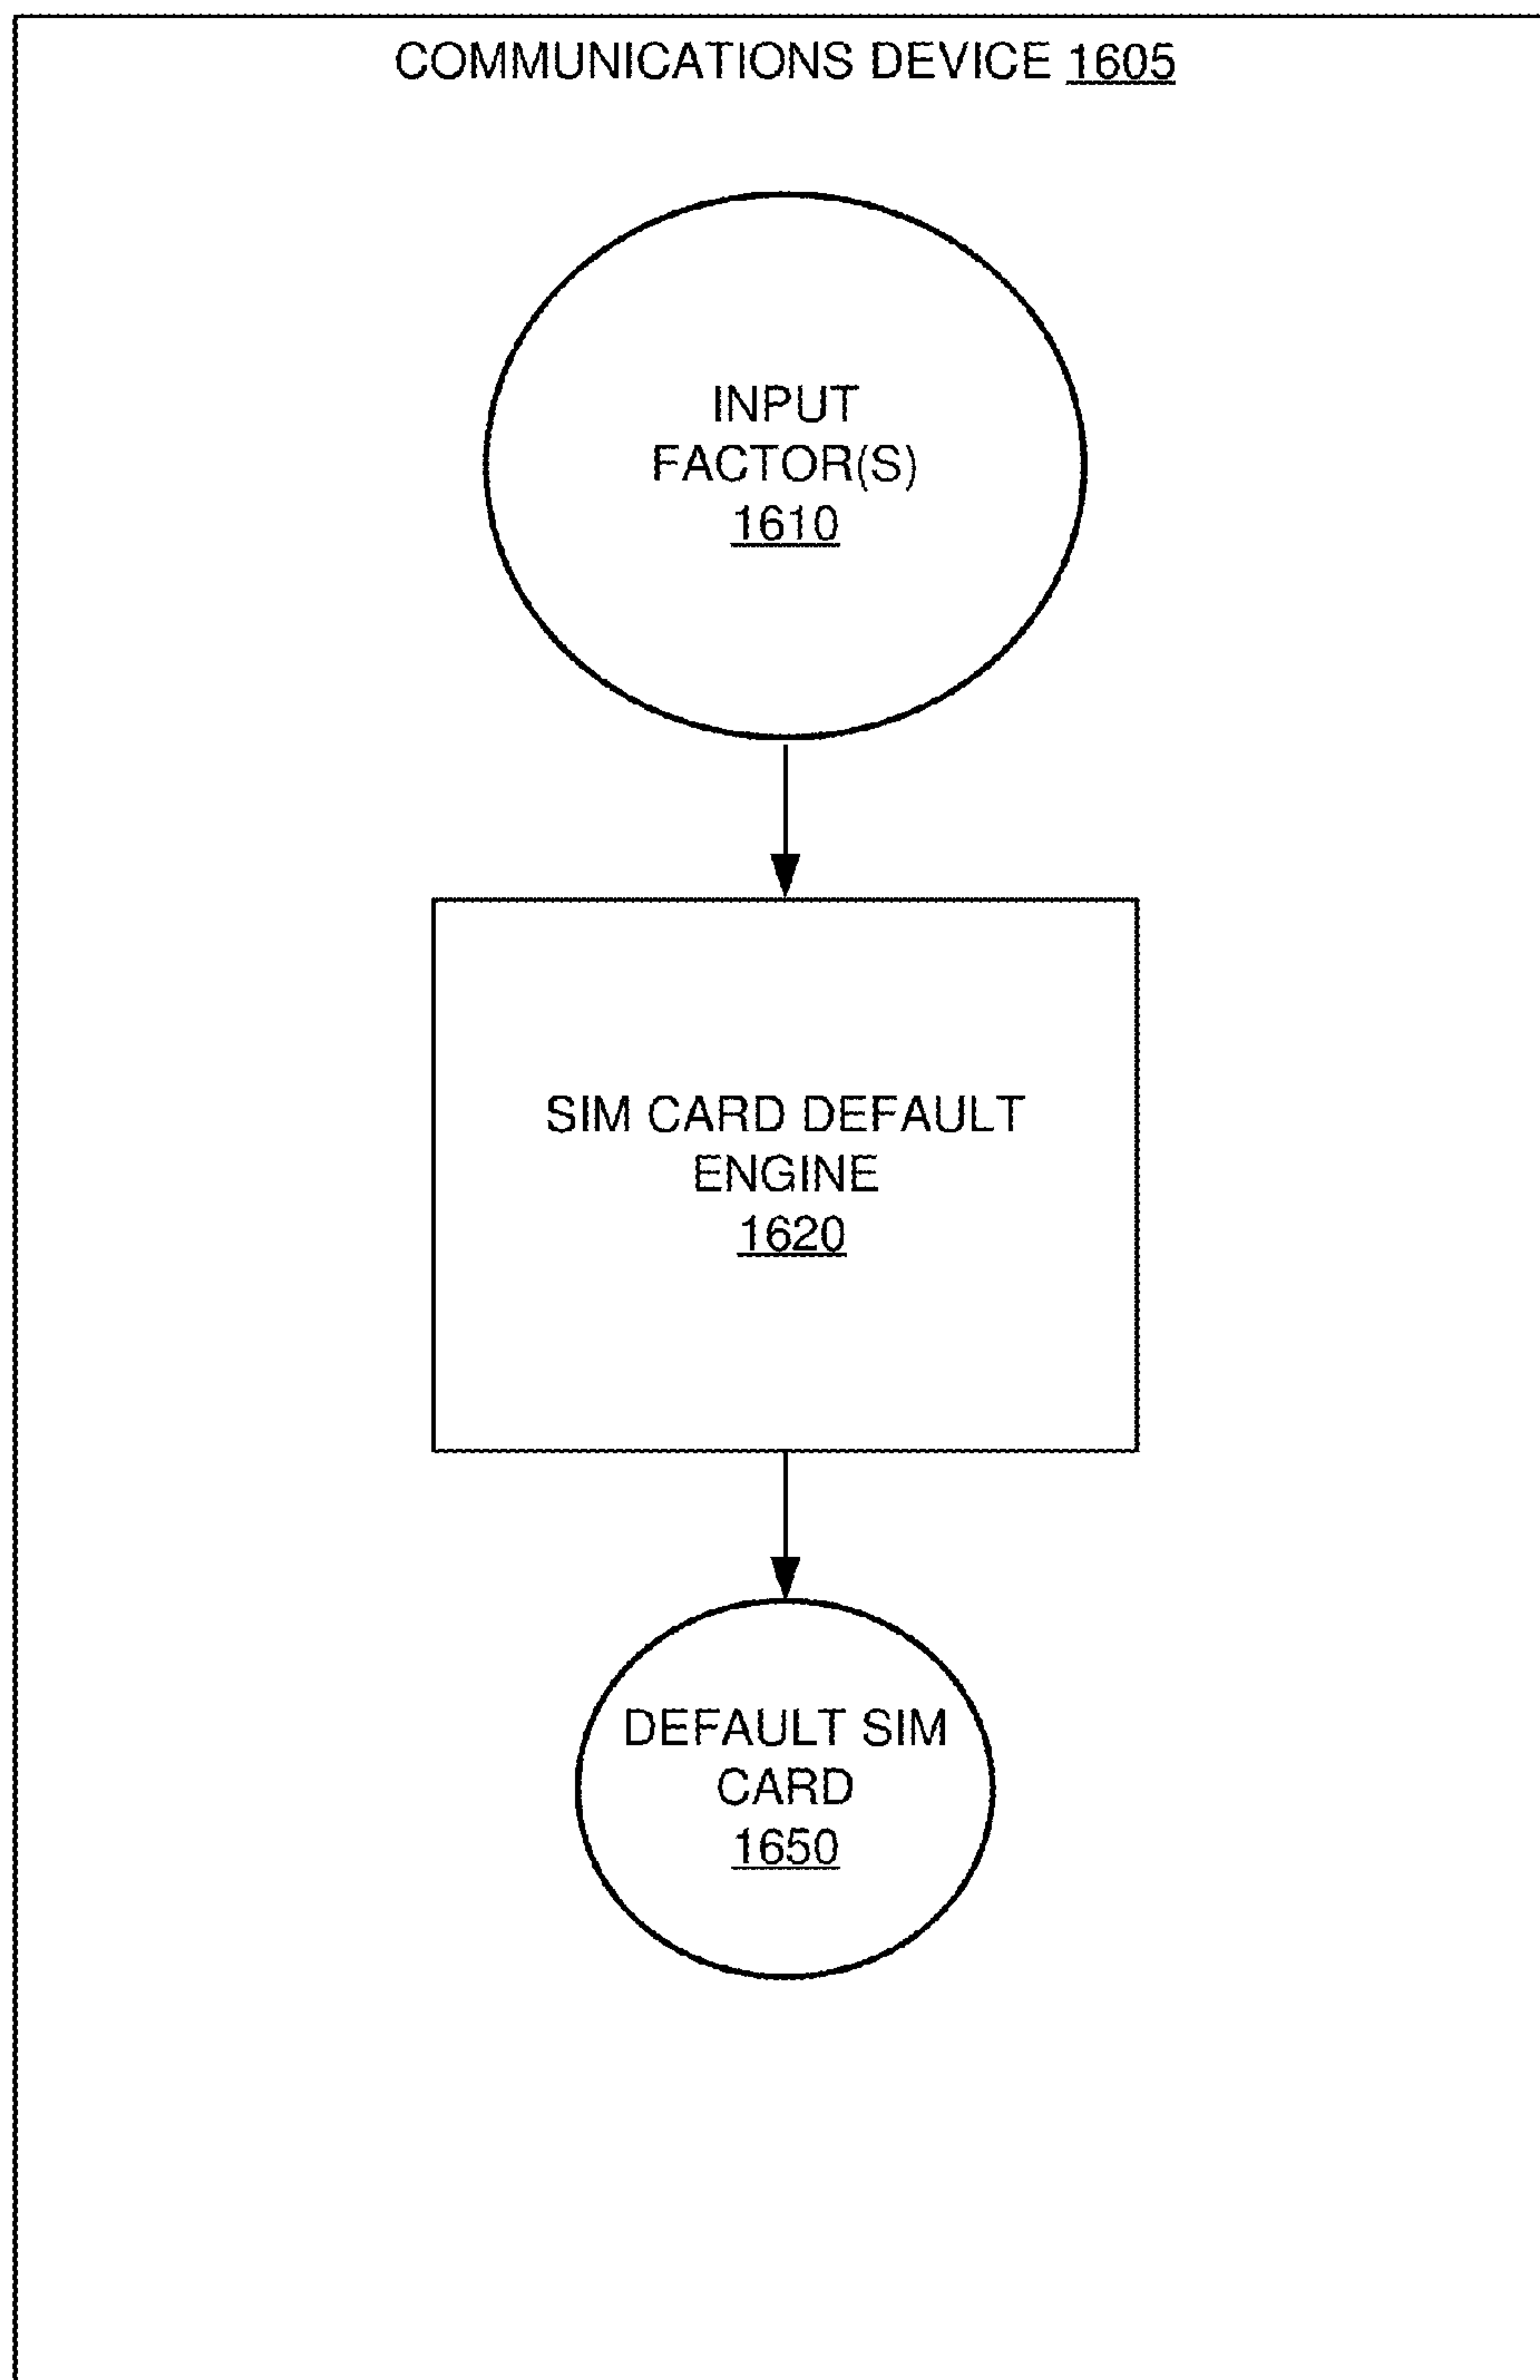 COMMUNICATIONS DEVICE 1605
INPUT
FACTOR(S)
1610
SIM CARD DEFAULT
ENGINE
1620
DEFAULT SIM
CARD
1650